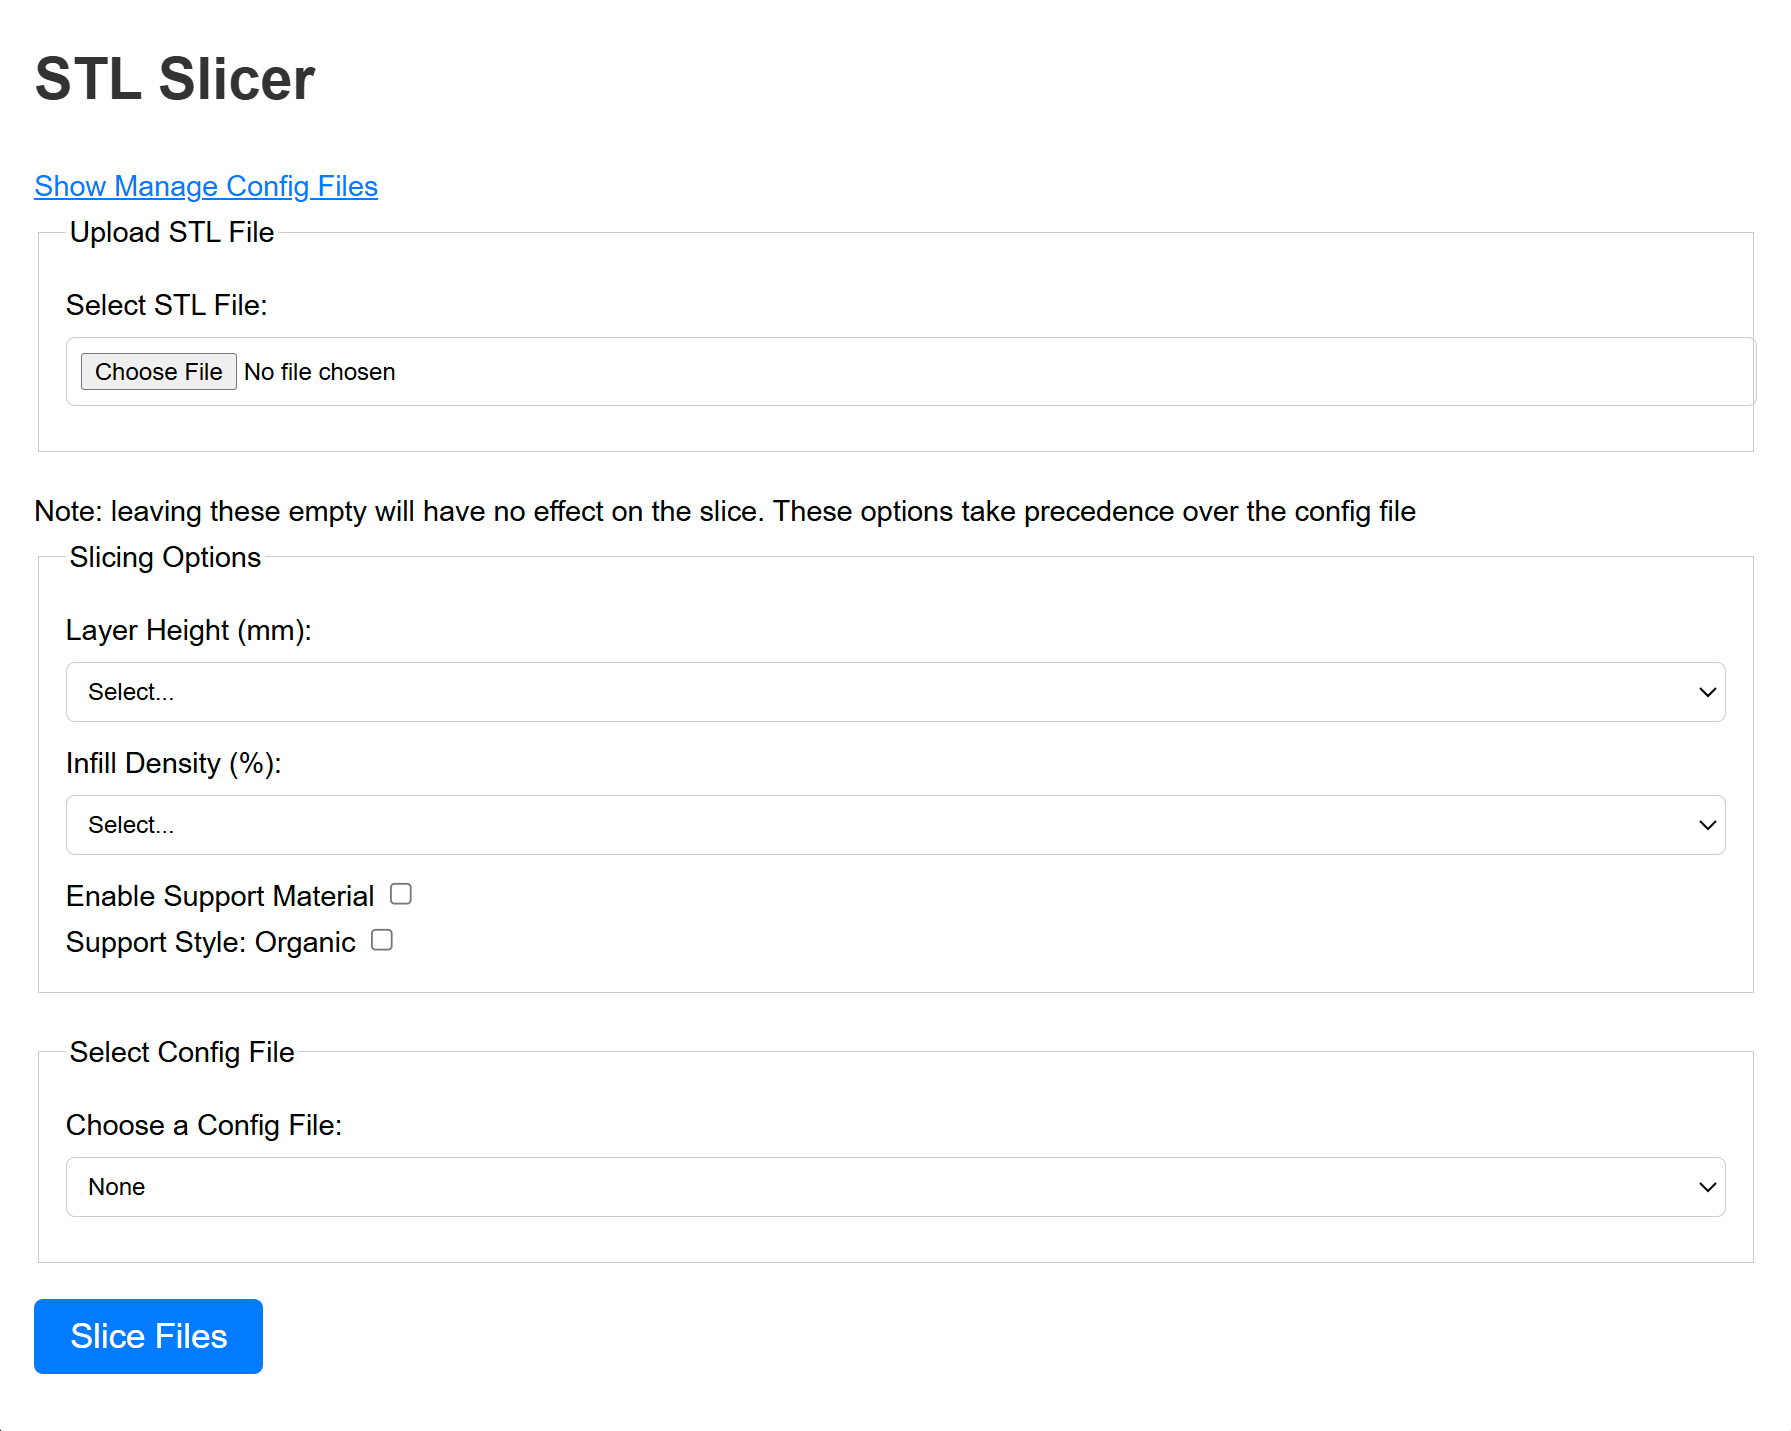 STL Slicer
Show Manage Config Files
Upload STL File
Select STL File:
Choose File No file chosen
Note: leaving these empty will have no effect on the slice. These options take precedence over the config file
Slicing Options
Layer Height (mm):
Select...
Infill Density (%):
Select...
Enable Support Material
Support Style: Organic
Select Config File
Choose a Config File:
None
Slice Files